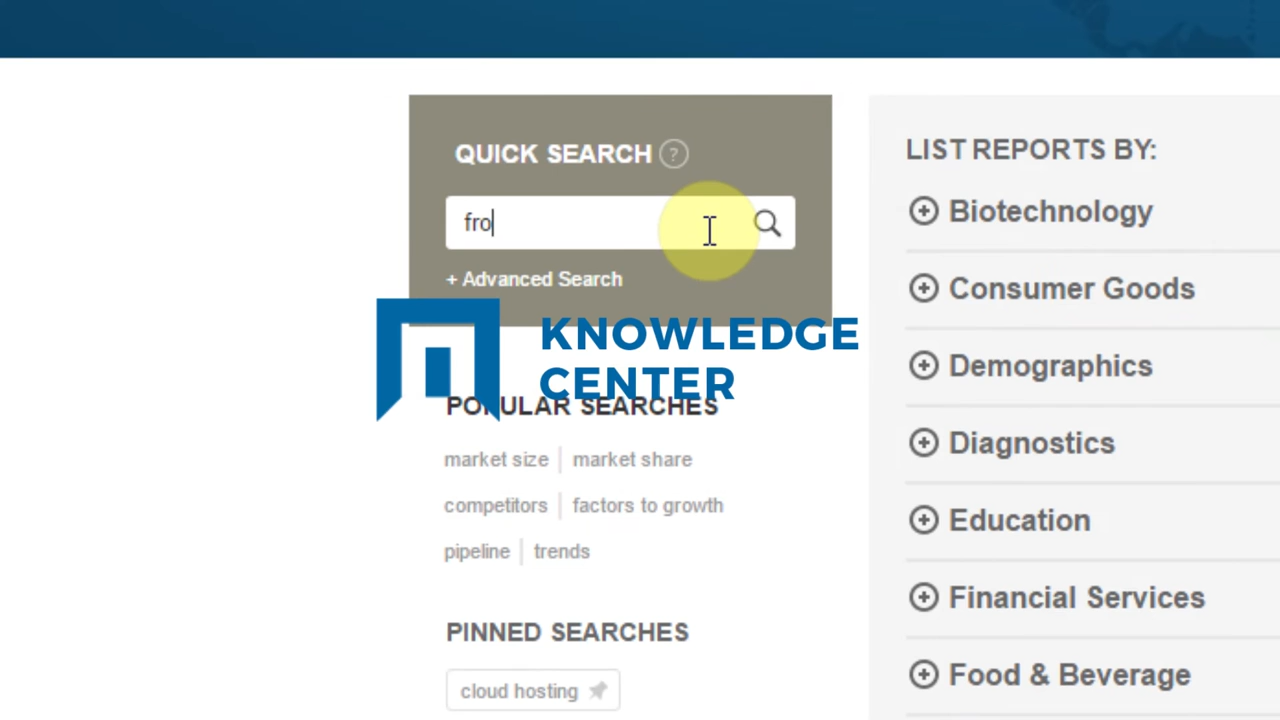 QUICK SEARCH ?
fro
+ Advanced Search
KNOWLEDGE
CENTER
POPULAR SEARCHES
market size | market share
competitors | factors to growth
pipeline | trends
PINNED SEARCHES
cloud hosting
LIST REPORTS BY:
Biotechnology
Consumer Goods
Demographics
Diagnostics
Education
Financial Services
Food & Beverage